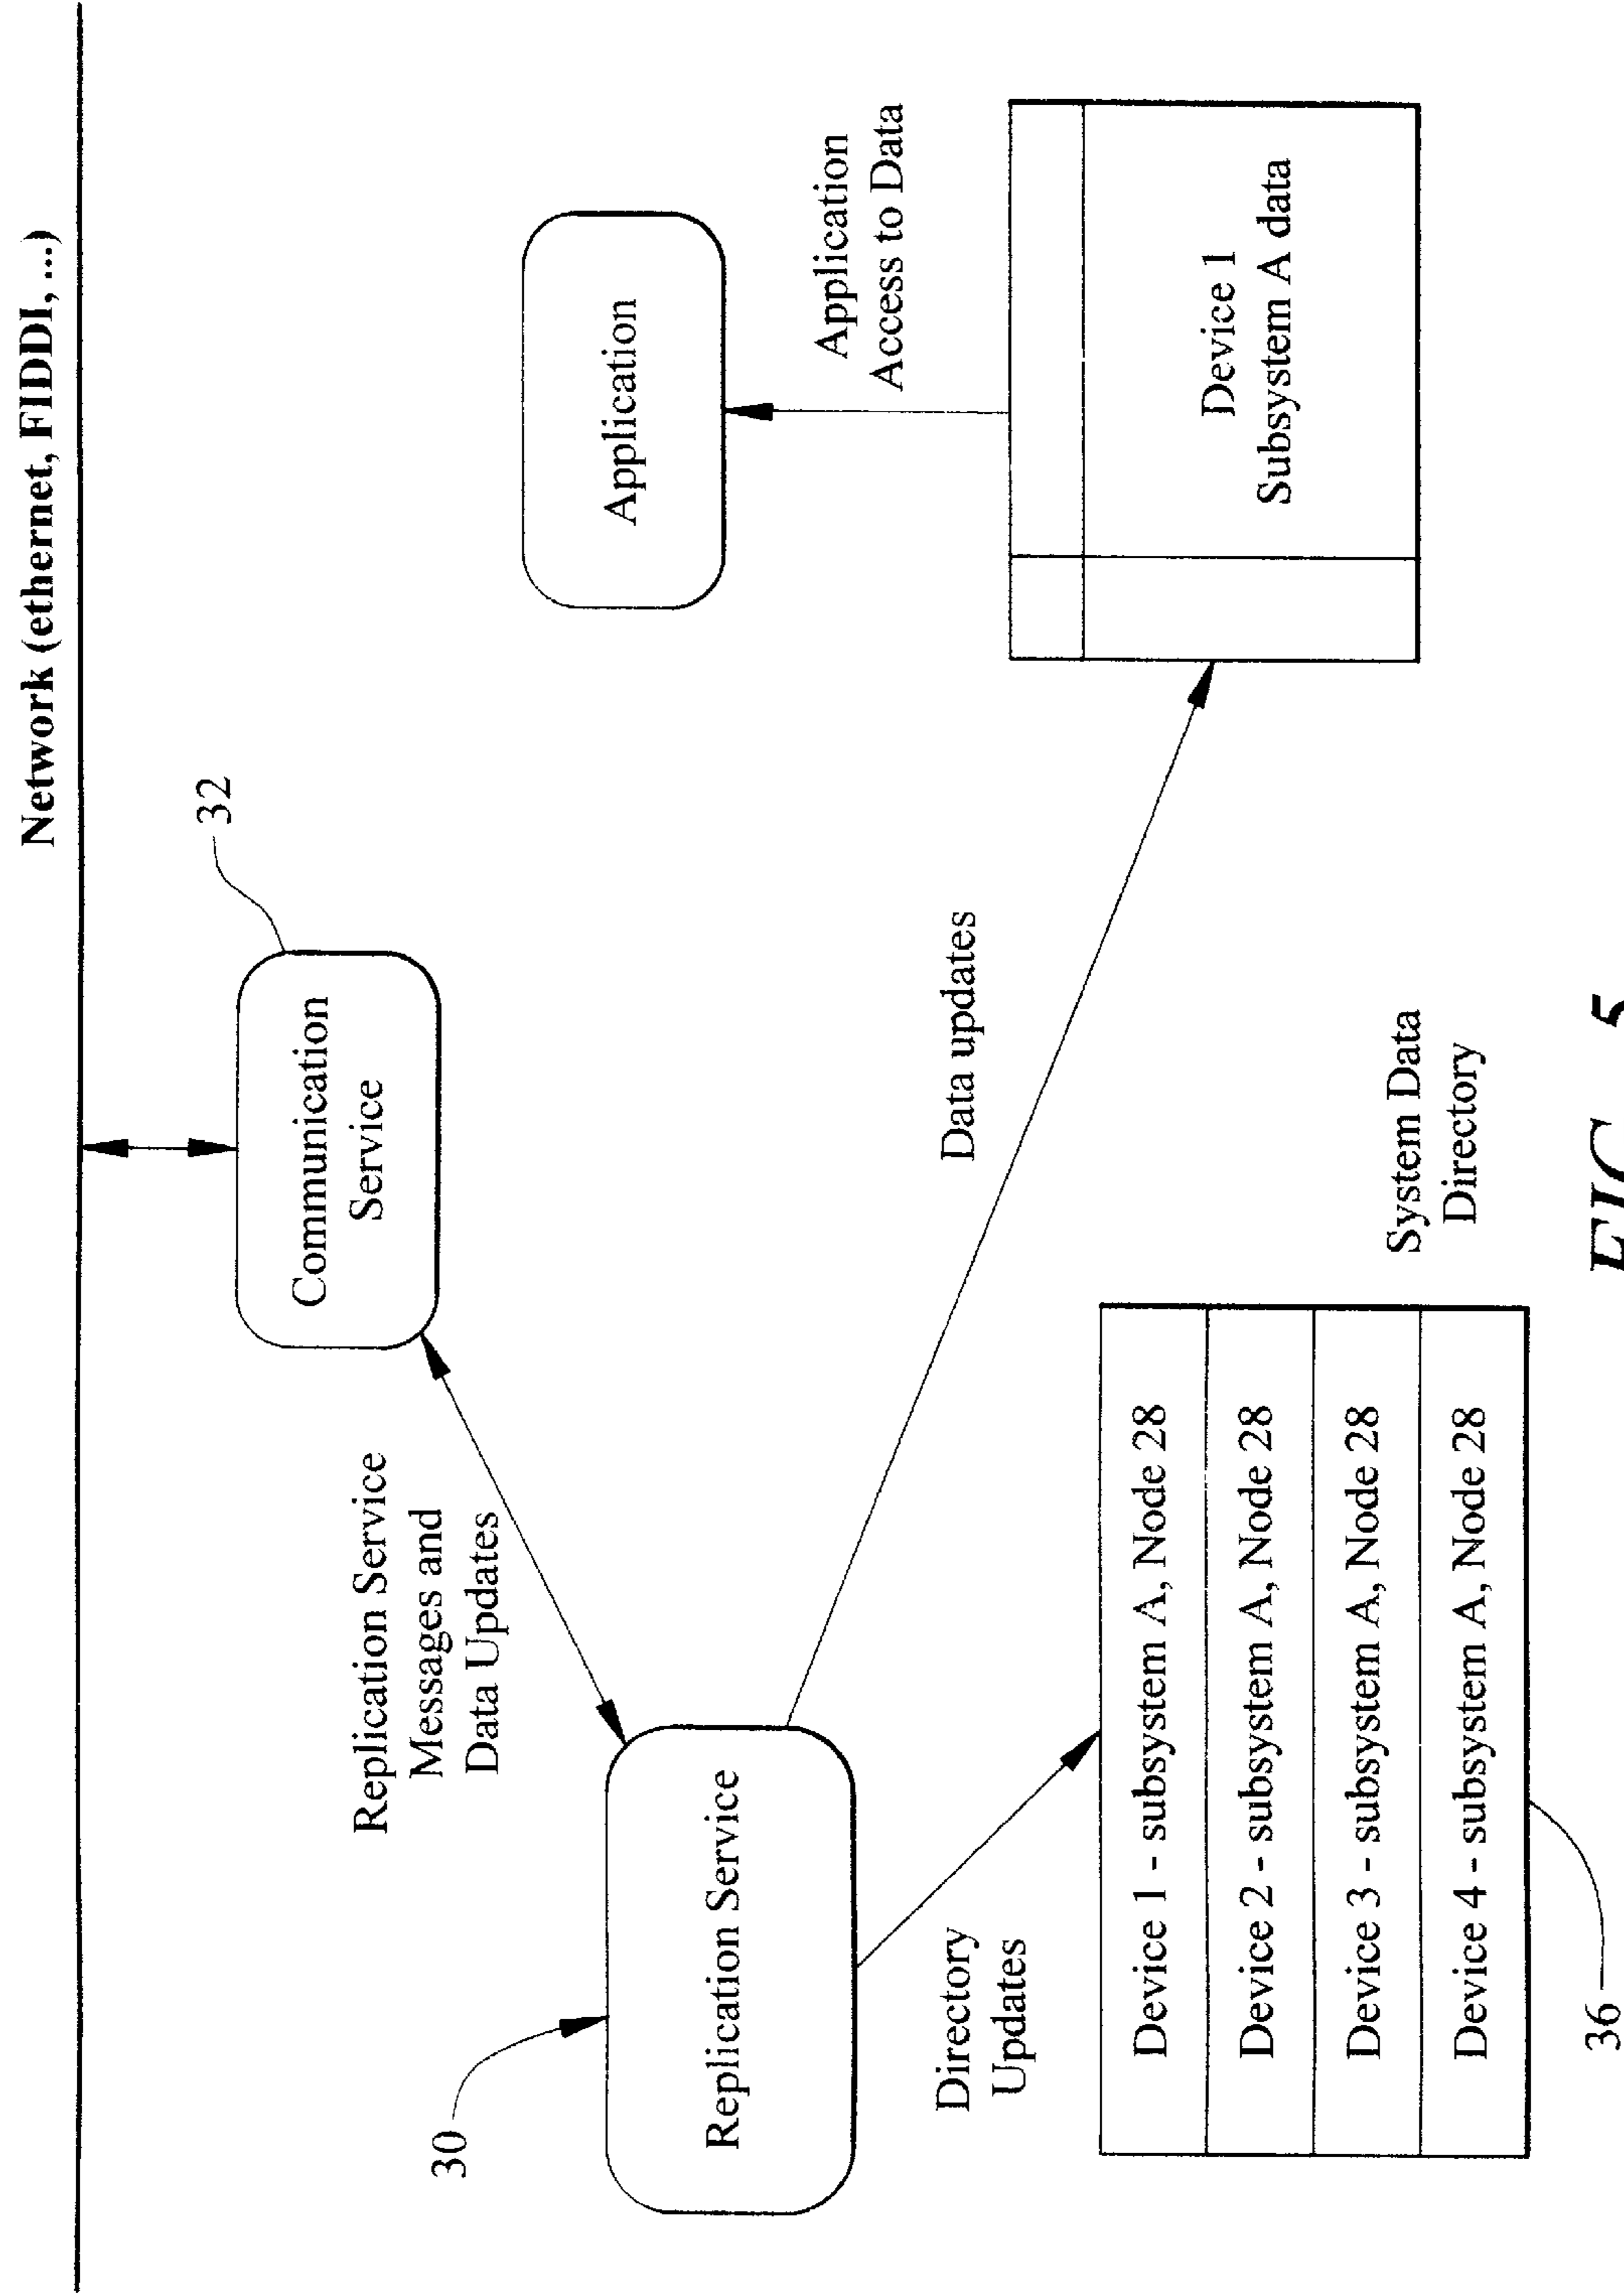 Network (ethernet, FIDDI, ...)
32
Communication
Service
Replication Service
Messages and
Data Updates
Application
Application
Access to Data
30
Replication Service
Data updates
Device 1
Subsystem A data
Directory
Updates
Device 1 - subsystem A, Node 28
Device 2 - subsystem A, Node 28
Device 3 - subsystem A, Node 28
Device 4 - subsystem A, Node 28
System Data
Directory
36
FIG. 5